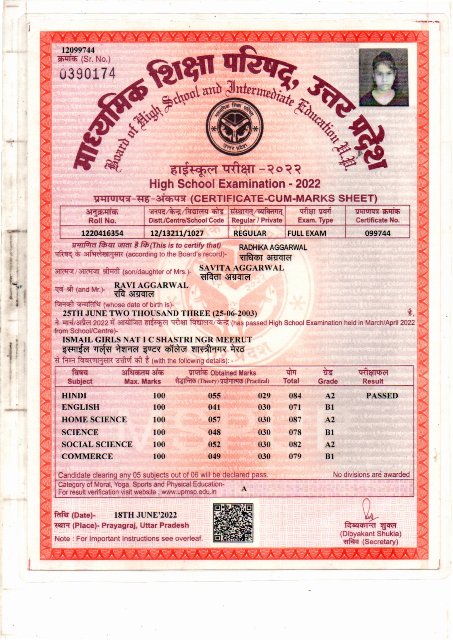 12099744
क्रमांक (Sr. No.)
0390174
माध्यमिक शिक्षा परिषद, उत्तर प्रदेश
Board of High School and Intermediate Education U.P.
हाईस्कूल परीक्षा -२०२२
High School Examination - 2022
प्रमाणपत्र-सह-अंकपत्र (CERTIFICATE-CUM-MARKS SHEET)
अनुक्रमांक जनपद/केन्द्र/विद्यालय कोड संस्थागत/व्यक्तिगत परीक्षा प्रवर्ग प्रमाणपत्र क्रमांक
Roll No. Distt./Centre/School Code Regular / Private Exam. Type Certificate No.
1220416354 12/13211/1027 REGULAR FULL EXAM 099744
प्रमाणित किया जाता है कि (This is to certify that) RADHIKA AGGARWAL
परिषद के अभिलेखानुसार (according to the Board's record)- राधिका अग्रवाल
आत्मज / आत्मजा श्रीमती (son/daughter of Mrs.)- SAVITA AGGARWAL
सविता अग्रवाल
एवं श्री (and Mr.)- RAVI AGGARWAL
रवि अग्रवाल
जिनकी जन्मतिथि (whose date of birth is)-
25TH JUNE TWO THOUSAND THREE (25-06-2003) है,
ने मार्च/अप्रैल 2022 में आयोजित हाईस्कूल परीक्षा विद्यालय/ केन्द्र (has passed High School Examination held in March/April 2022
from School/Centre)-
ISMAIL GIRLS NAT I C SHASTRI NGR MEERUT
इस्माईल गर्ल्स नेशनल इण्टर कॉलेज शास्त्रीनगर मेरठ
से निम्न विवरणानुसार उत्तीर्ण की है (with the following details): -
विषय अधिकतम अंक प्राप्तांक Obtained Marks योग ग्रेड परीक्षाफल
Subject Max. Marks सैद्धान्तिक (Theory) प्रयोगात्मक (Practical) Total Grade Result
HINDI 100 055 029 084 A2 PASSED
ENGLISH 100 041 030 071 B1
HOME SCIENCE 100 057 030 087 A2
SCIENCE 100 048 030 078 B1
SOCIAL SCIENCE 100 052 030 082 A2
COMMERCE 100 049 030 079 B1
Candidate clearing any 05 subjects out of 06 will be declared pass. No divisions are awarded
Category of Moral, Yoga, Sports and Physical Education- A
For result verification visit website : www.upmsp.edu.in
तिथि (Date)- 18TH JUNE'2022
स्थान (Place)- Prayagraj, Uttar Pradesh
Note : For Important Instructions see overleaf.
दिब्यकान्त शुक्ल
(Dibyakant Shukla)
सचिव (Secretary)